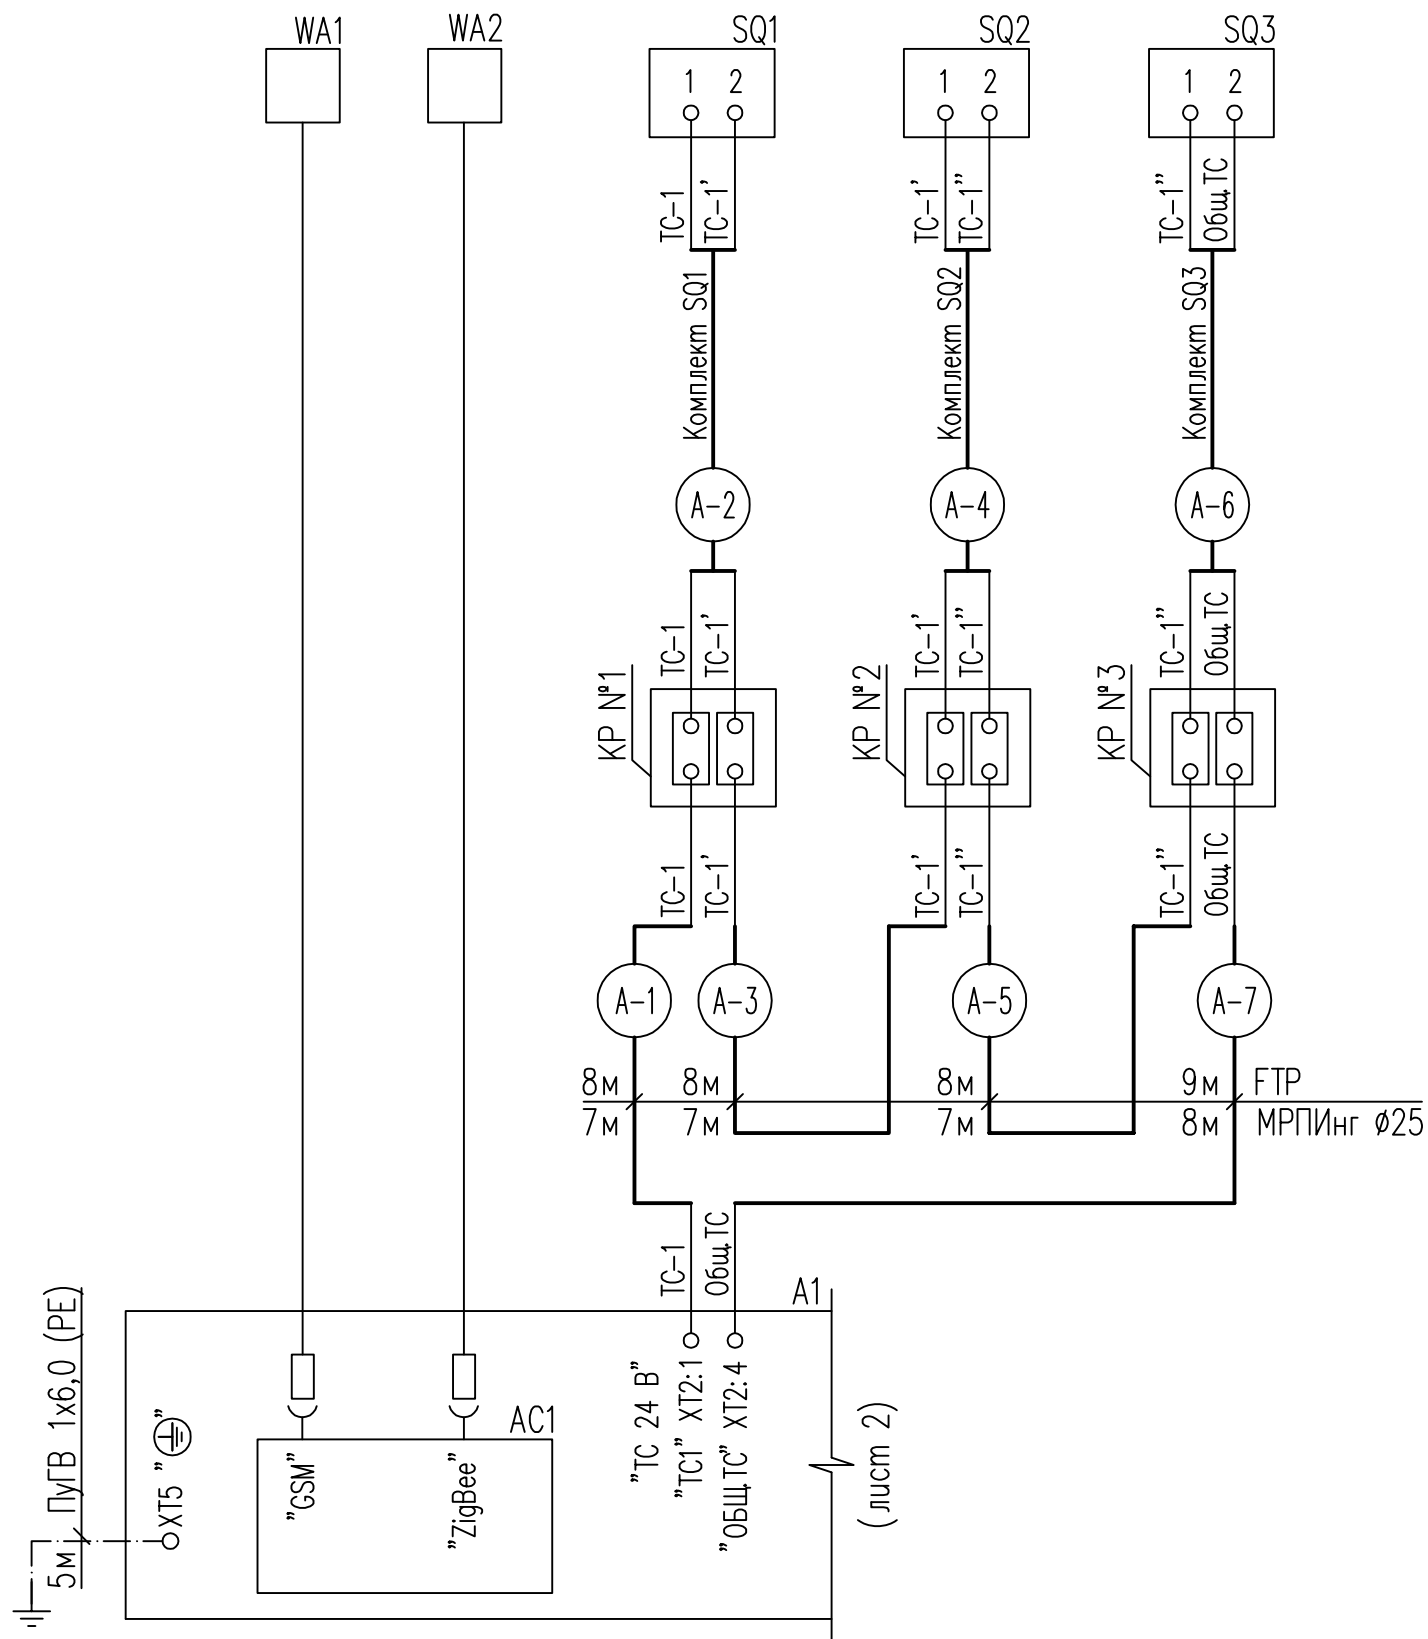 WA1
WA2
SQ1
SQ2
SQ3
1 2
1 2
1 2
ТС-1
ТС-1'
ТС-1'
ТС-1"
ТС-1"
Общ.ТС
Комплект SQ1
Комплект SQ2
Комплект SQ3
А-2
А-4
А-6
ТС-1
ТС-1'
ТС-1'
ТС-1"
ТС-1"
Общ.ТС
КР №1
КР №2
КР №3
ТС-1
ТС-1'
ТС-1'
ТС-1"
ТС-1"
Общ.ТС
А-1
А-3
А-5
А-7
8м
8м
8м
9м
FTP
7м
7м
7м
8м
МРПИнг ø25
ТС-1
Общ.ТС
А1
5м ПуГВ 1х6,0 (РЕ)
ХТ5 " "
АС1
"GSM"
"ZigBee"
"ТС 24 В"
"ТС1" ХТ2:1
"ОБЩ.ТС" ХТ2:4
(лист 2)